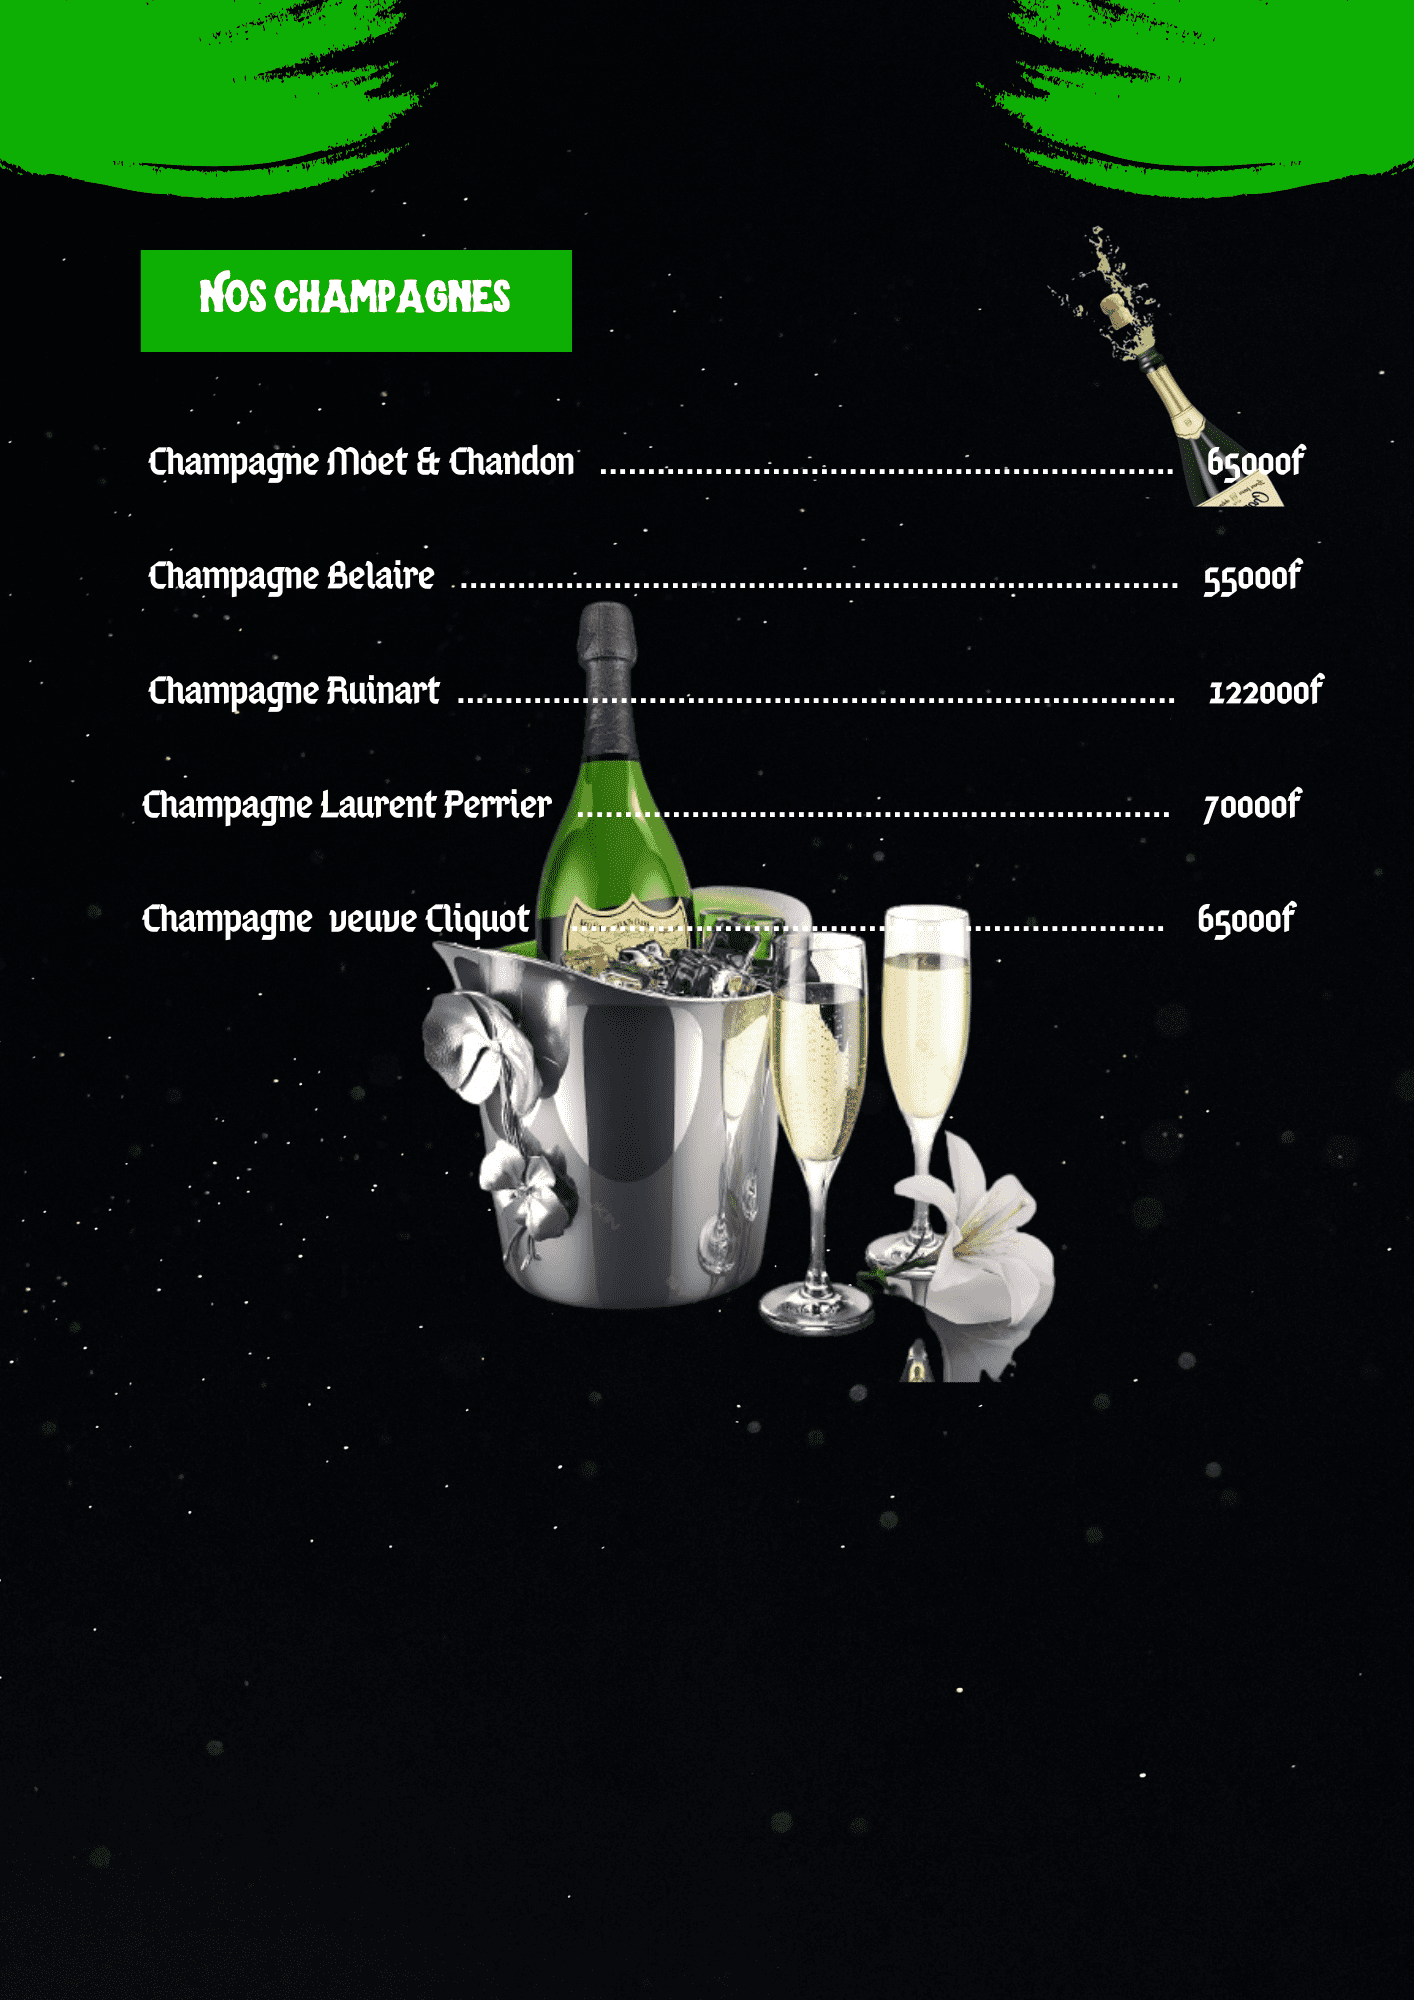 NOS CHAMPAGNES
Champagne Moet & Chandon ............................................................ 65000f
Champagne Belaire ........................................................................... 55000f
Champagne Ruinart ........................................................................... 122000f
Champagne Laurent Perrier .............................................................. 70000f
Champagne veuve Cliquot .............................................................. 65000f